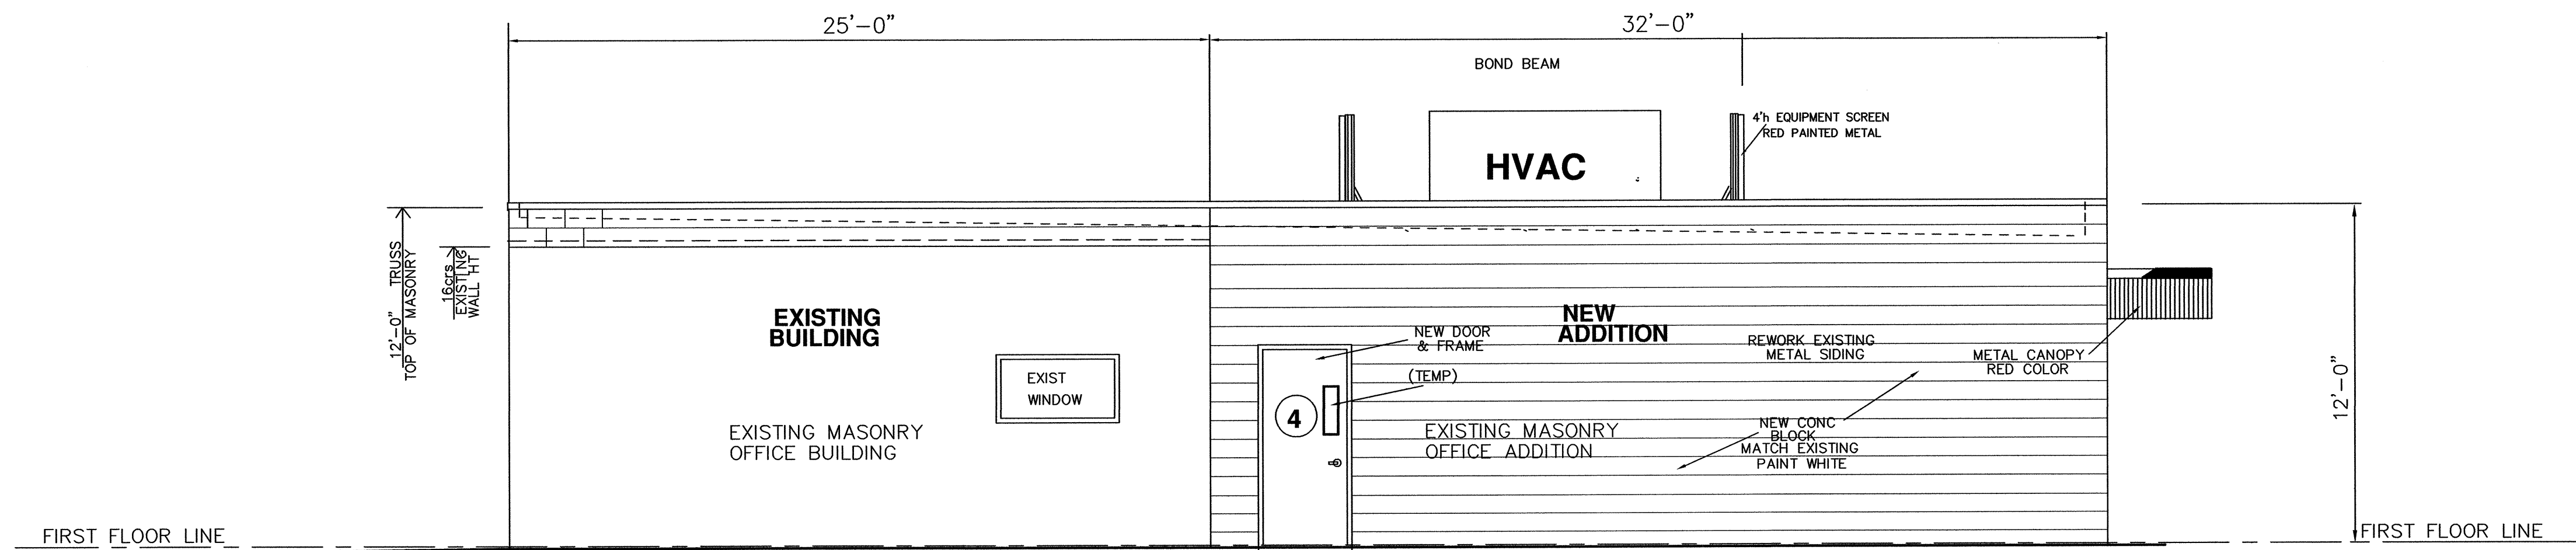 25'-0"
32'-0"
BOND BEAM
4'h EQUIPMENT SCREEN
RED PAINTED METAL
HVAC
12'-0" TRUSS
TOP OF MASONRY
16crs
EXISTING
WALL HT
EXISTING
BUILDING
NEW
ADDITION
NEW DOOR
& FRAME
(TEMP)
REWORK EXISTING
METAL SIDING
METAL CANOPY
RED COLOR
EXIST
WINDOW
4
EXISTING MASONRY
OFFICE BUILDING
EXISTING MASONRY
OFFICE ADDITION
NEW CONC
BLOCK
MATCH EXISTING
PAINT WHITE
12'-0"
FIRST FLOOR LINE
FIRST FLOOR LINE